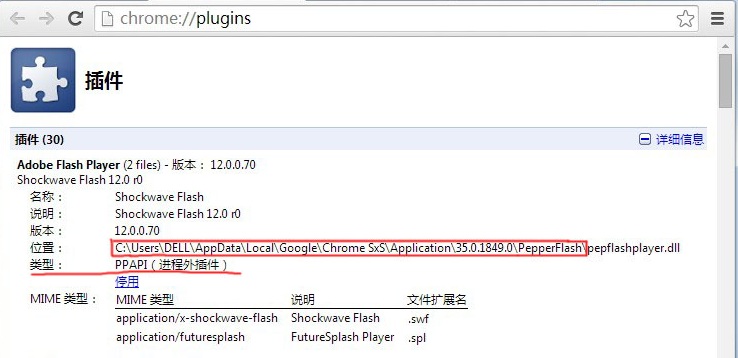 chrome://plugins
插件
插件 (30) 详细信息
Adobe Flash Player (2 files) - 版本： 12.0.0.70
Shockwave Flash 12.0 r0
名称： Shockwave Flash
说明： Shockwave Flash 12.0 r0
版本： 12.0.0.70
位置： C:\Users\DELL\AppData\Local\Google\Chrome SxS\Application\35.0.1849.0\PepperFlash\pepflashplayer.dll
类型： PPAPI（进程外插件）
停用
MIME 类型： MIME 类型 说明 文件扩展名
application/x-shockwave-flash Shockwave Flash .swf
application/futuresplash FutureSplash Player .spl